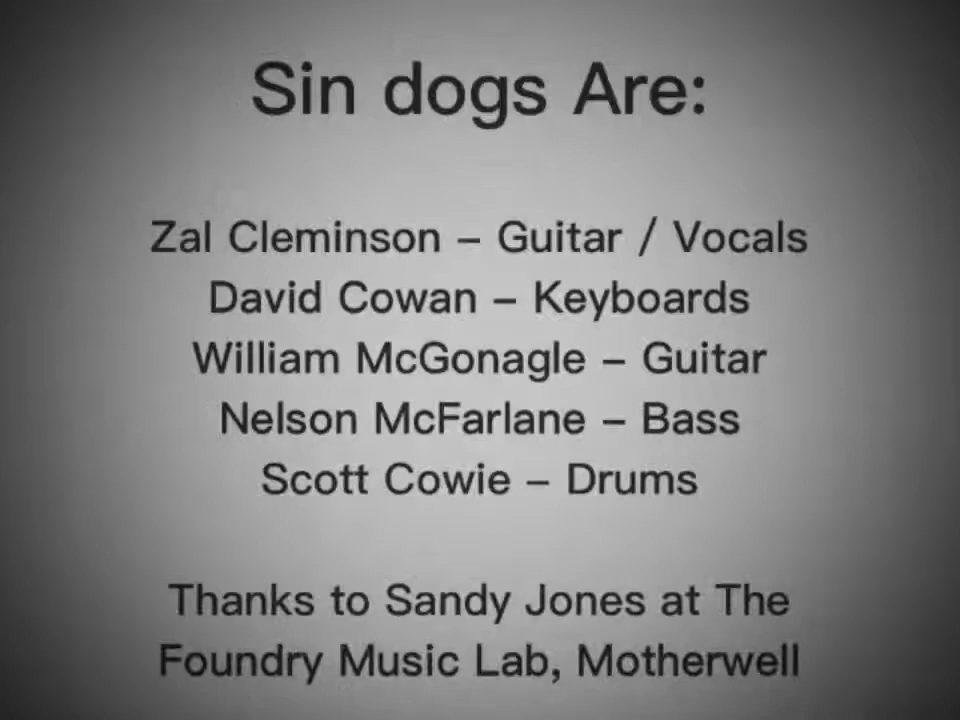 Sin dogs Are:
Zal Cleminson – Guitar / Vocals
David Cowan – Keyboards
William McGonagle – Guitar
Nelson McFarlane – Bass
Scott Cowie – Drums
Thanks to Sandy Jones at The
Foundry Music Lab, Motherwell